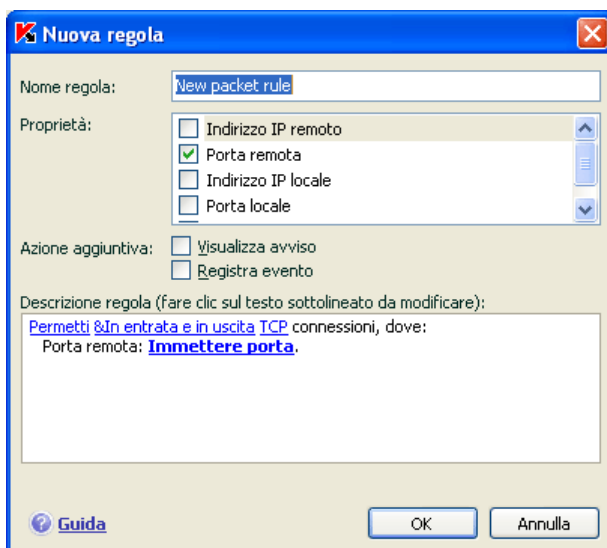 Nuova regola
Nome regola: New packet rule
Proprietà: Indirizzo IP remoto
Porta remota
Indirizzo IP locale
Porta locale
Azione aggiuntiva: Visualizza avviso
Registra evento
Descrizione regola (fare clic sul testo sottolineato da modificare):
Permetti &In entrata e in uscita TCP connessioni, dove:
Porta remota: Immettere porta.
Guida OK Annulla